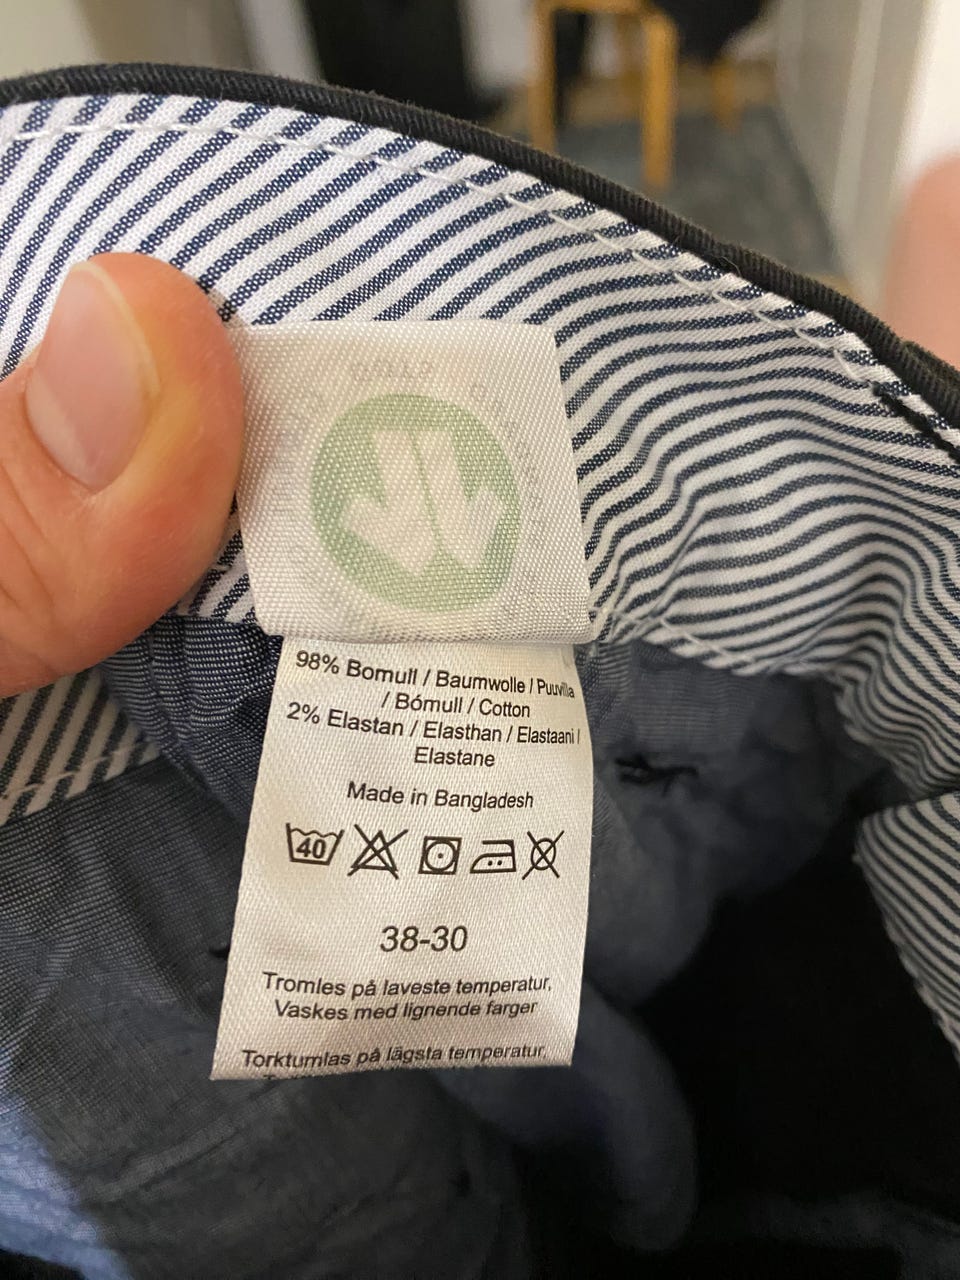 98% Bomull / Baumwolle / Puuvilla
/ Bómull / Cotton
2% Elastan / Elasthan / Elastaani /
Elastane
Made in Bangladesh
40
38-30
Tromles på laveste temperatur,
Vaskes med lignende farger
Torktumlas på lägsta temperatur,